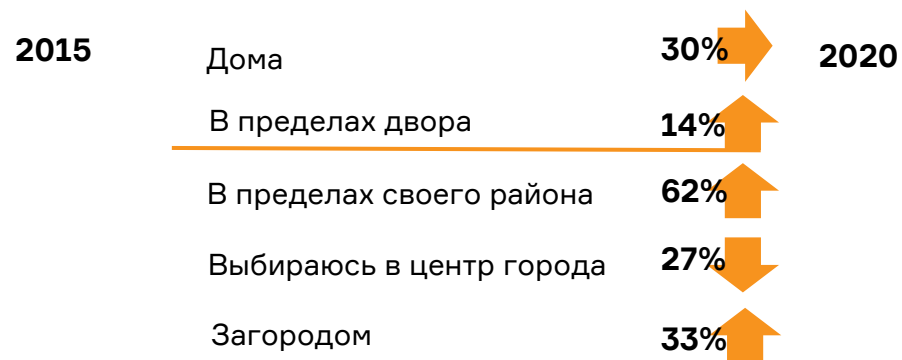 2015 Дома 30% 2020
В пределах двора 14%
В пределах своего района 62%
Выбираюсь в центр города 27%
Загородом 33%